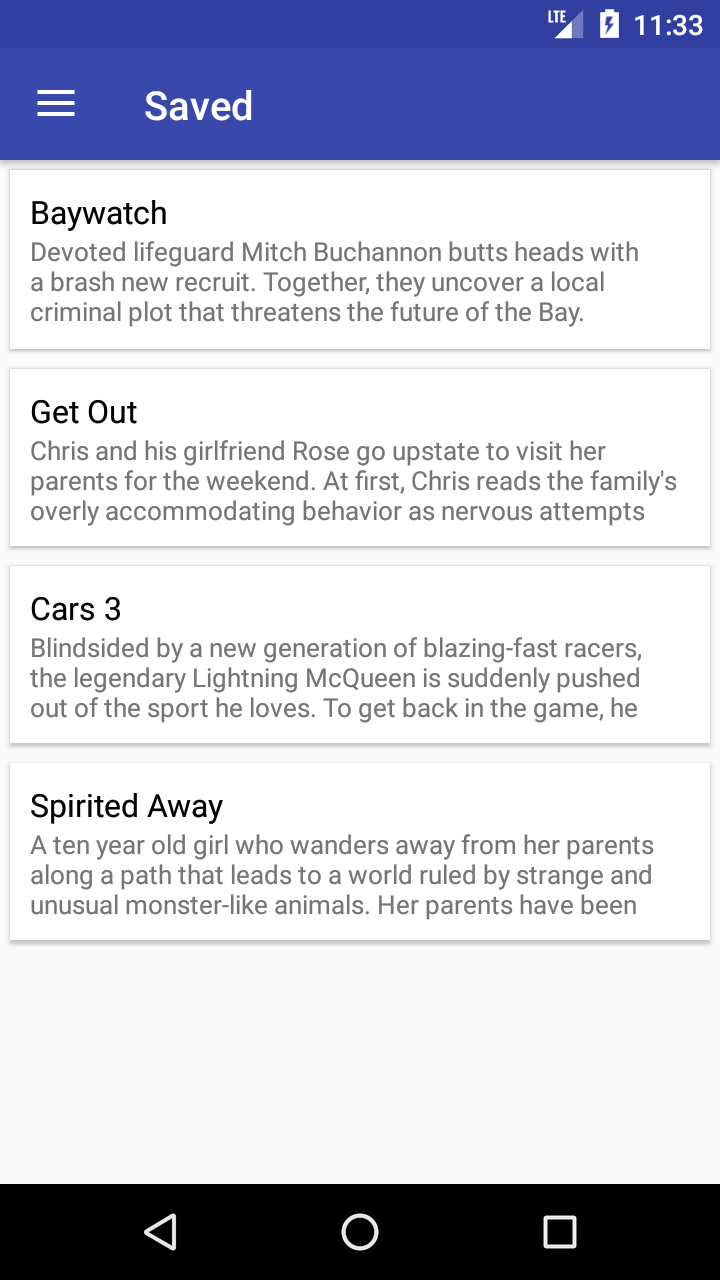 LTE 11:33
Saved
Baywatch
Devoted lifeguard Mitch Buchannon butts heads with
a brash new recruit. Together, they uncover a local
criminal plot that threatens the future of the Bay.
Get Out
Chris and his girlfriend Rose go upstate to visit her
parents for the weekend. At first, Chris reads the family's
overly accommodating behavior as nervous attempts
Cars 3
Blindsided by a new generation of blazing-fast racers,
the legendary Lightning McQueen is suddenly pushed
out of the sport he loves. To get back in the game, he
Spirited Away
A ten year old girl who wanders away from her parents
along a path that leads to a world ruled by strange and
unusual monster-like animals. Her parents have been